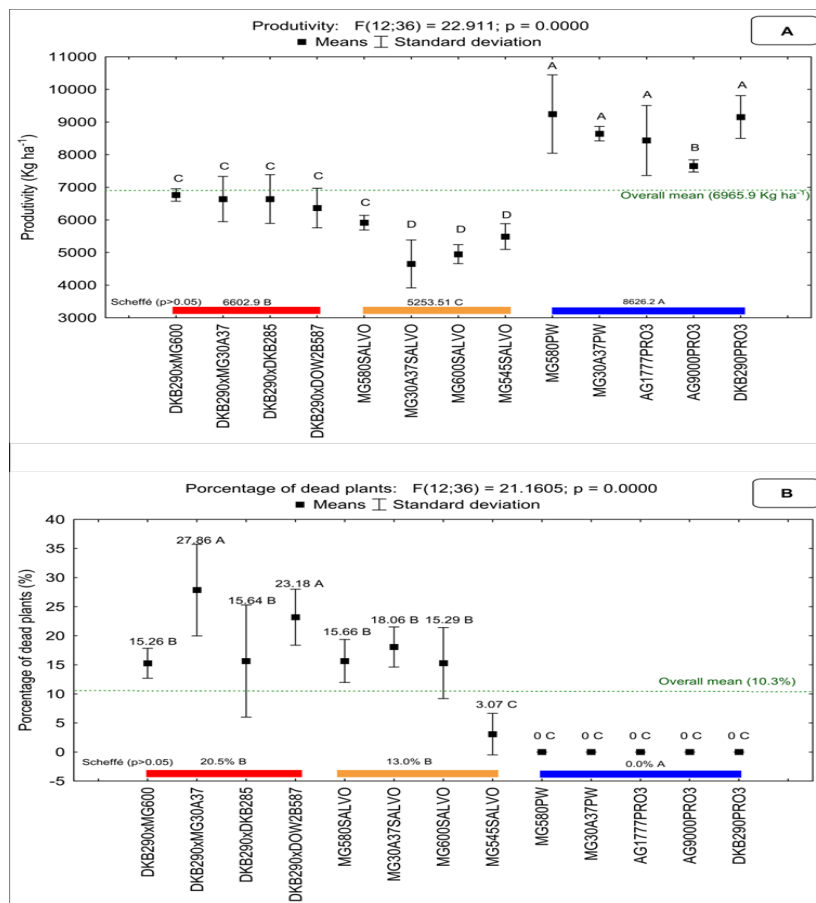 Produtivity: F(12;36) = 22.911; p = 0.0000
A
Means Standard deviation
Produtivity (Kg ha-1)
11000
10000
9000
8000
7000
6000
5000
4000
3000
C C C C C D D D A A A B A
Overall mean (6965.9 Kg ha-1)
Scheffé (p>0.05) 6602.9 B 5253.51 C 8626.2 A
DKB290xMG600
DKB290xMG30A37
DKB290xDKB285
DKB290xDOW2B587
MG580SALVO
MG30A37SALVO
MG600SALVO
MG545SALVO
MG580PW
MG30A37PW
AG1777PRO3
AG9000PRO3
DKB290PRO3
Porcentage of dead plants: F(12;36) = 21.1605; p = 0.0000
B
Means Standard deviation
Porcentage of dead plants (%)
40
35
30
25
20
15
10
5
0
-5
15.26 B 27.86 A 15.64 B 23.18 A 15.66 B 18.06 B 15.29 B 3.07 C 0 C 0 C 0 C 0 C 0 C
Overall mean (10.3%)
Scheffé (p>0.05) 20.5% B 13.0% B 0.0% A
DKB290xMG600
DKB290xMG30A37
DKB290xDKB285
DKB290xDOW2B587
MG580SALVO
MG30A37SALVO
MG600SALVO
MG545SALVO
MG580PW
MG30A37PW
AG1777PRO3
AG9000PRO3
DKB290PRO3